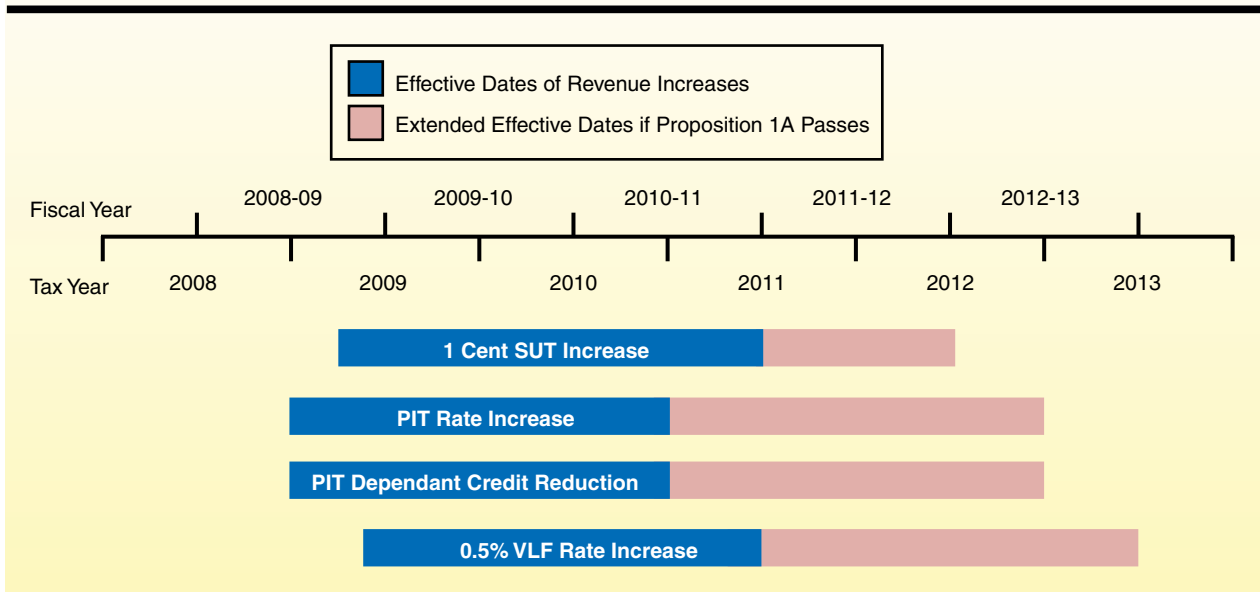 Effective Dates of Revenue Increases
Extended Effective Dates if Proposition 1A Passes
Fiscal Year
2008-09 2009-10 2010-11 2011-12 2012-13
Tax Year
2008 2009 2010 2011 2012 2013
1 Cent SUT Increase
PIT Rate Increase
PIT Dependant Credit Reduction
0.5% VLF Rate Increase